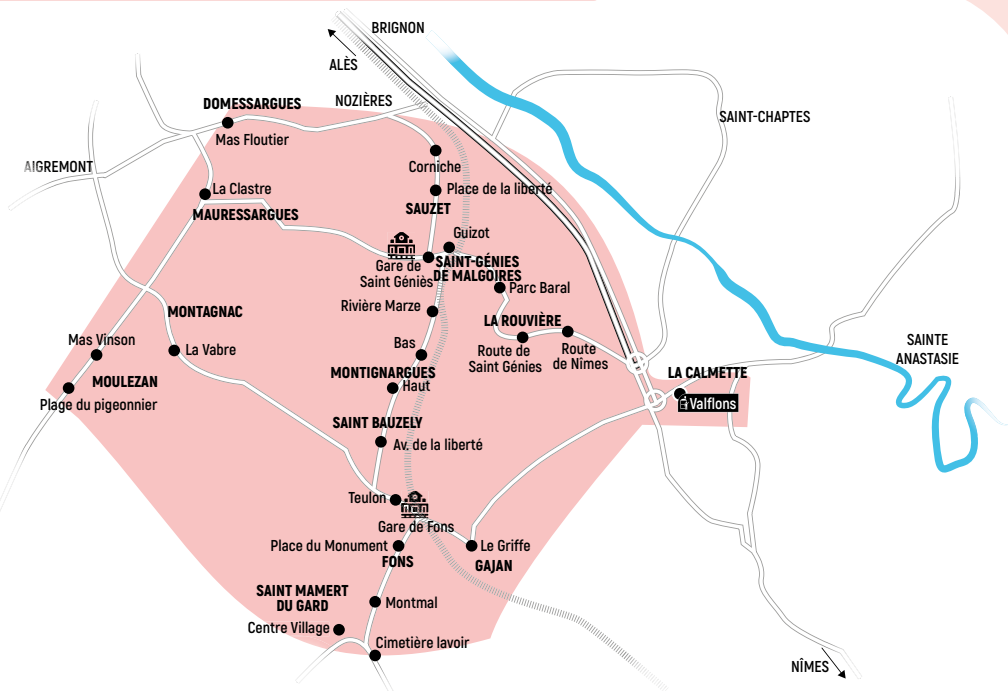 BRIGNON
ALÈS
NOZIÈRES
DOMESSARGUES
Mas Floutier
SAINT-CHAPTES
Corniche
AIGREMONT
La Clastre
Place de la liberté
MAURESSARGUES
SAUZET
Guizot
Gare de
Saint Géniès
SAINT-GÉNIES
DE MALGOIRES
Parc Baral
Rivière Marze
MONTAGNAC
LA ROUVIÈRE
Mas Vinson
La Vabre
Bas
Route de
Saint Génies
Route
de Nîmes
SAINTE
ANASTASIE
MOULEZAN
MONTIGNARGUES
Haut
LA CALMETTE
Plage du pigeonnier
Valflons
SAINT BAUZELY
Av. de la liberté
Teulon
Gare de Fons
Place du Monument
Le Griffe
FONS
GAJAN
SAINT MAMERT
DU GARD
Montmal
Centre Village
Cimetière lavoir
NÎMES